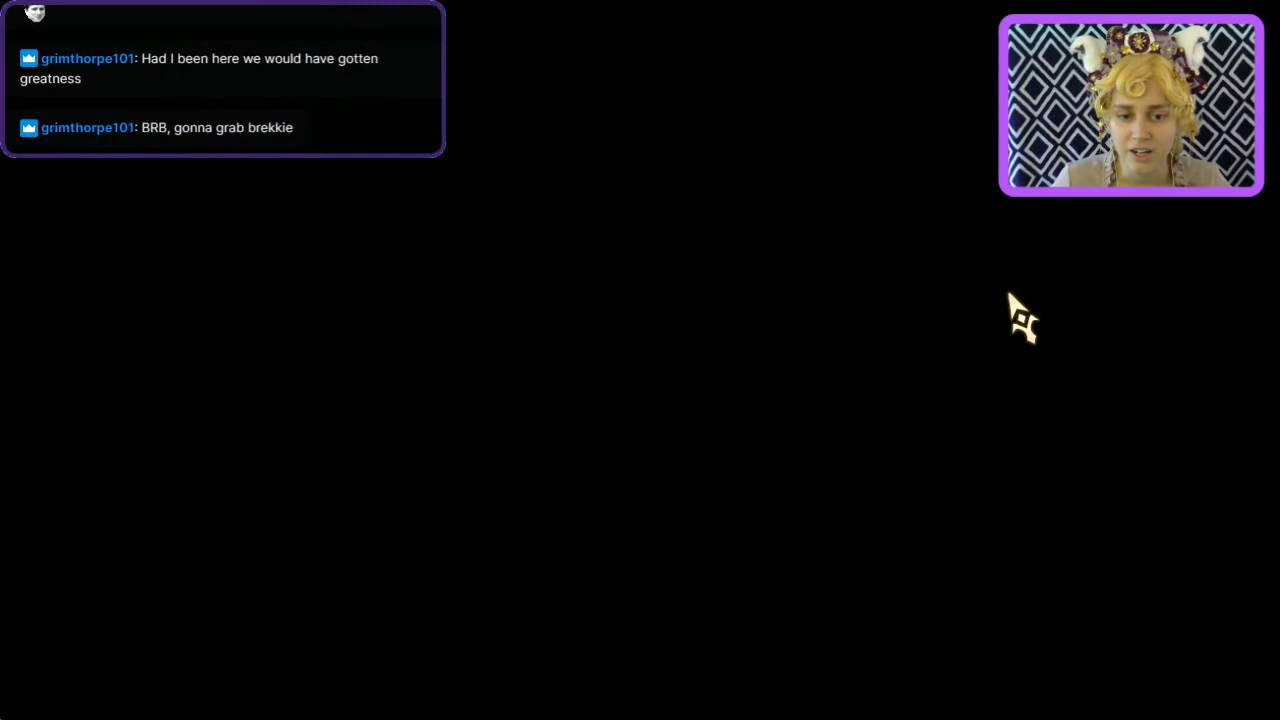 grimthorpe101: Had I been here we would have gotten
greatness
grimthorpe101: BRB, gonna grab brekkie